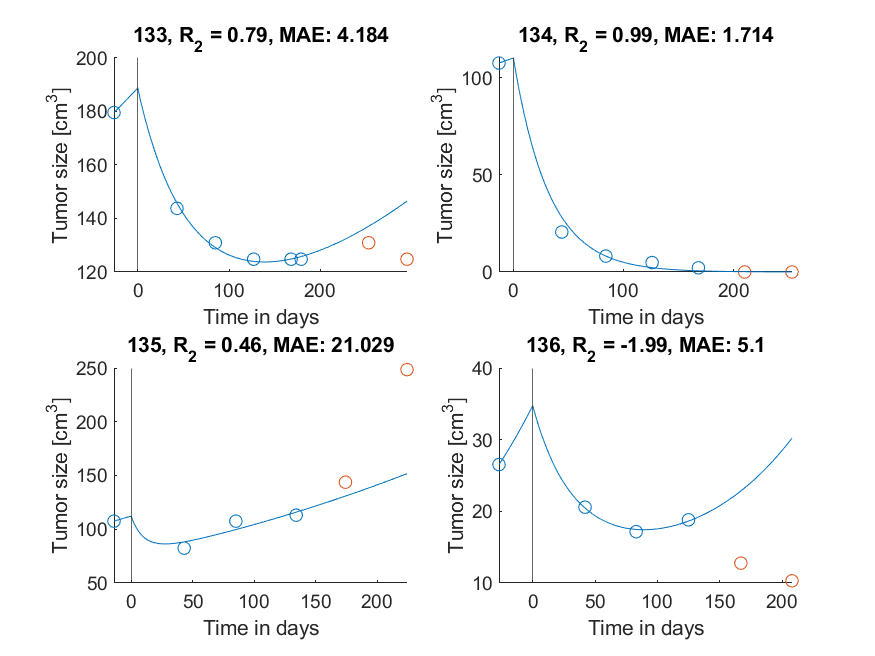 133, R2 = 0.79, MAE: 4.184
200
180
160
140
120
Tumor size [cm3]
0 100 200
Time in days
134, R2 = 0.99, MAE: 1.714
100
50
0
Tumor size [cm3]
0 100 200
Time in days
135, R2 = 0.46, MAE: 21.029
250
200
150
100
50
Tumor size [cm3]
0 50 100 150 200
Time in days
136, R2 = -1.99, MAE: 5.1
40
30
20
10
Tumor size [cm3]
0 50 100 150 200
Time in days